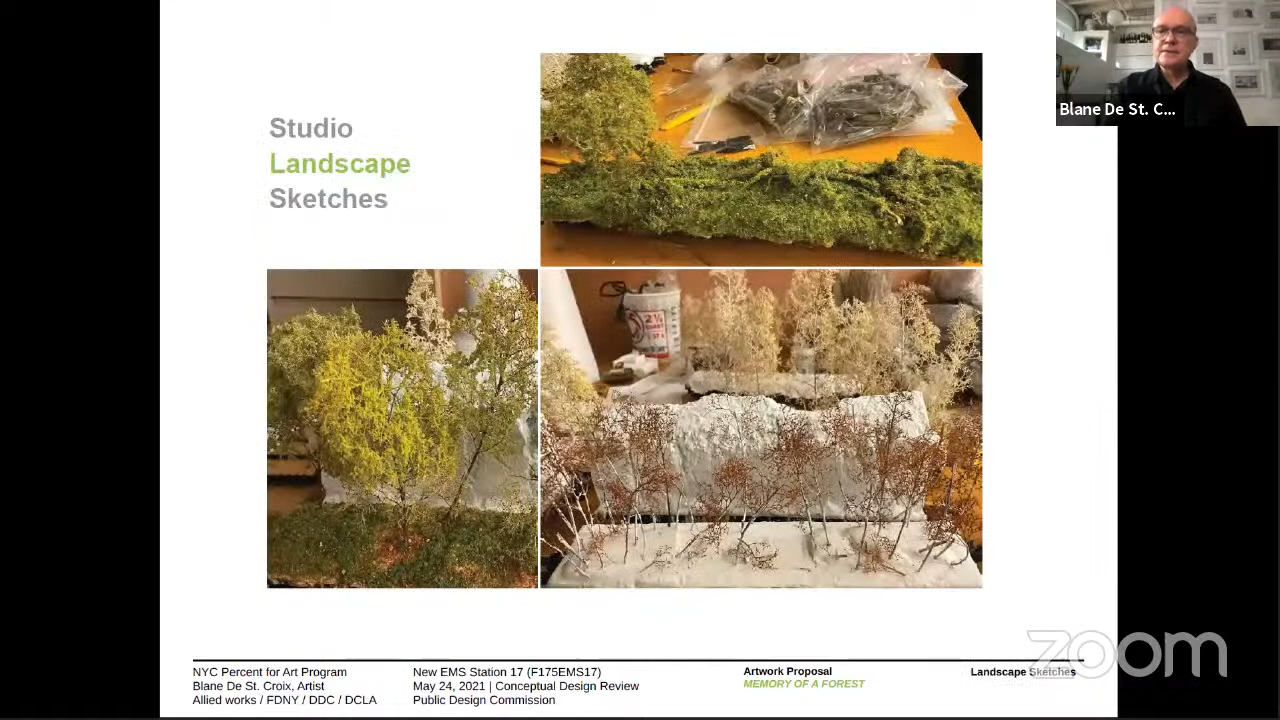 Studio
Landscape
Sketches
Blane De St. C...
2½
NYC Percent for Art Program
Blane De St. Croix, Artist
Allied works / FDNY / DDC / DCLA
New EMS Station 17 (F175EMS17)
May 24, 2021 | Conceptual Design Review
Public Design Commission
Artwork Proposal
MEMORY OF A FOREST
Landscape Sketches
zoom